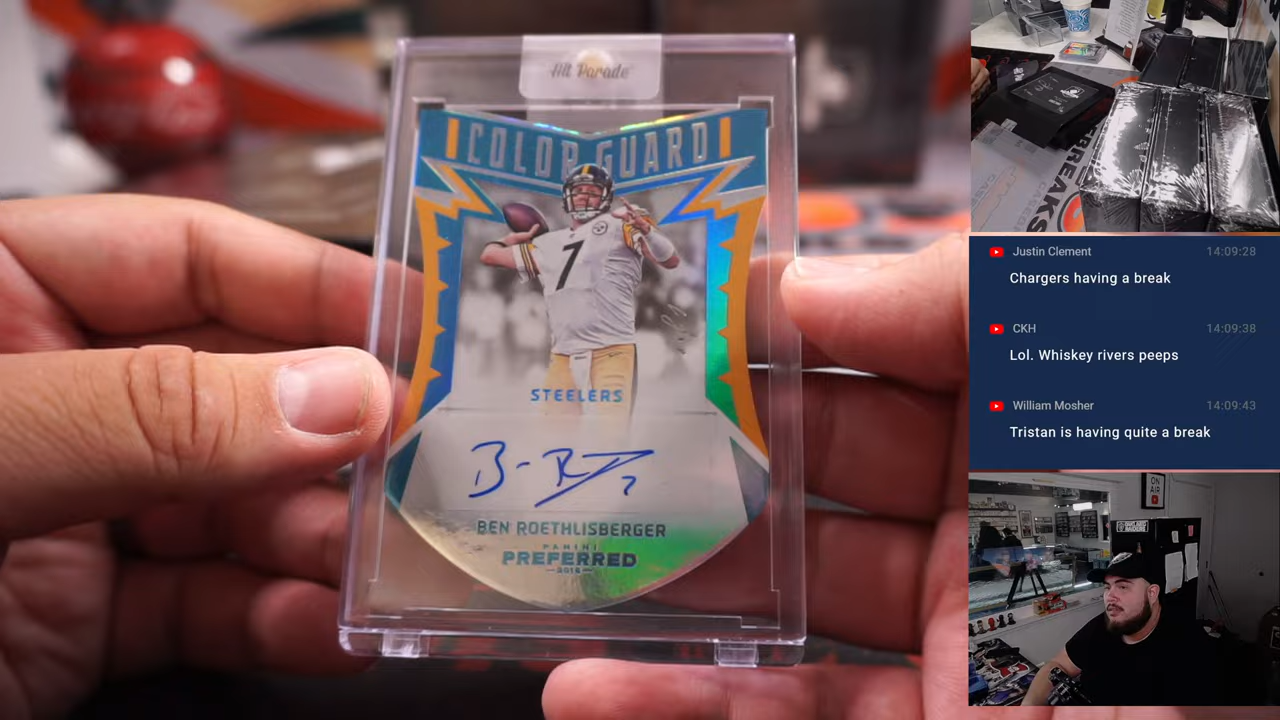 Hit Parade
COLOR GUARD
7
STEELERS
BEN ROETHLISBERGER
PANINI
PREFERRED
BREAKS
Justin Clement 14:09:28
Chargers having a break
CKH 14:09:38
Lol. Whiskey rivers peeps
William Mosher 14:09:43
Tristan is having quite a break
ON
AIR